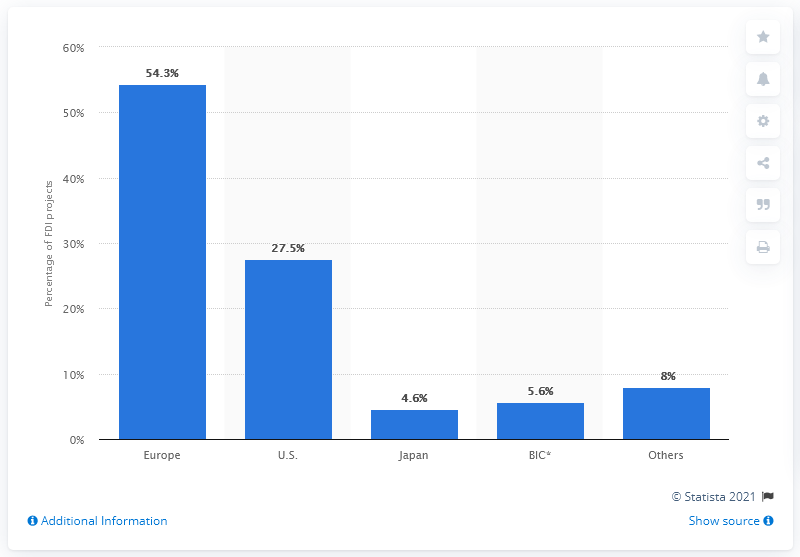 60%
50%
40%
30%
20%
10%
0%
Percentage of FDI projects
54.3%
27.5%
4.6%
5.6%
8%
Europe
U.S.
Japan
BIC*
Others
© Statista 2021
Additional Information
Show source